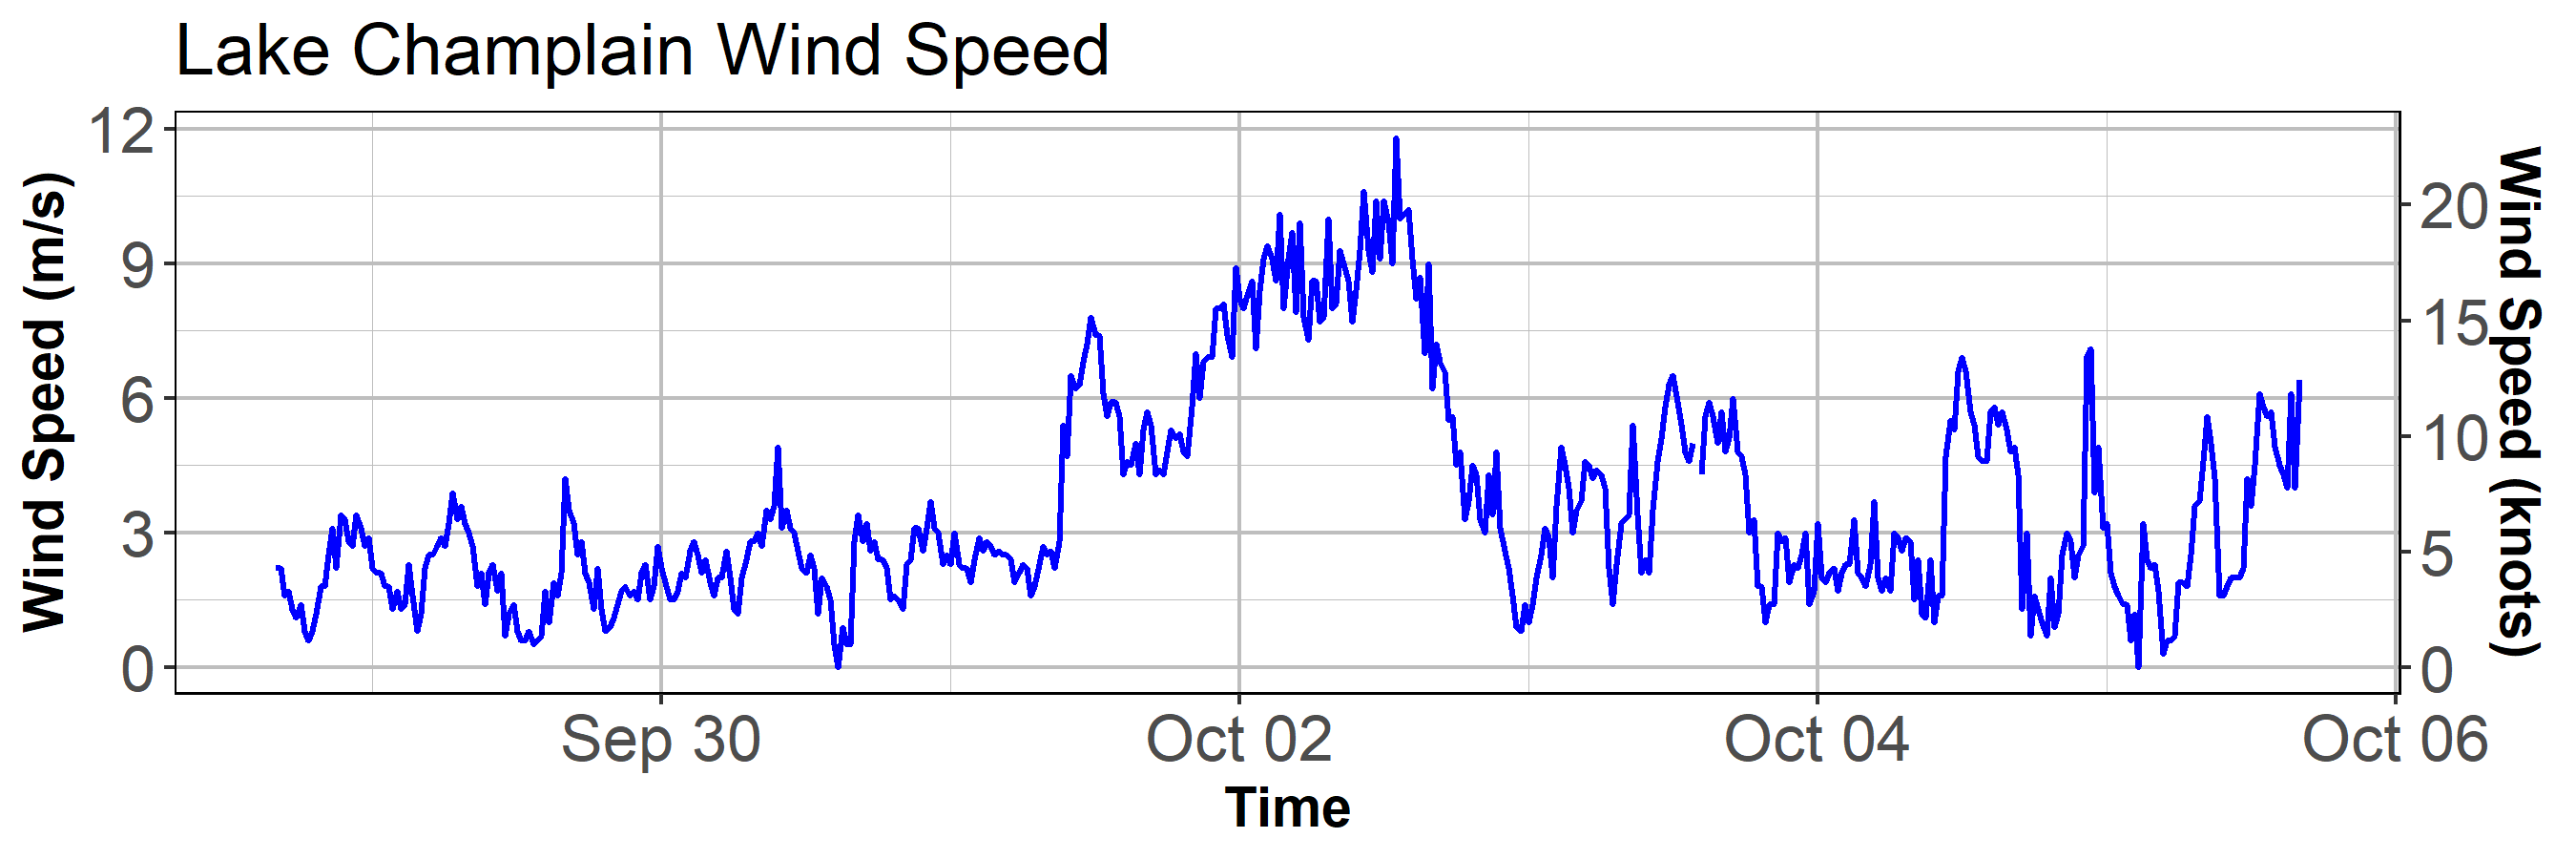 Lake Champlain Wind Speed
Wind Speed (m/s)
12
9
6
3
0
20
15
10
5
0
Wind Speed (knots)
Sep 30
Oct 02
Oct 04
Oct 06
Time